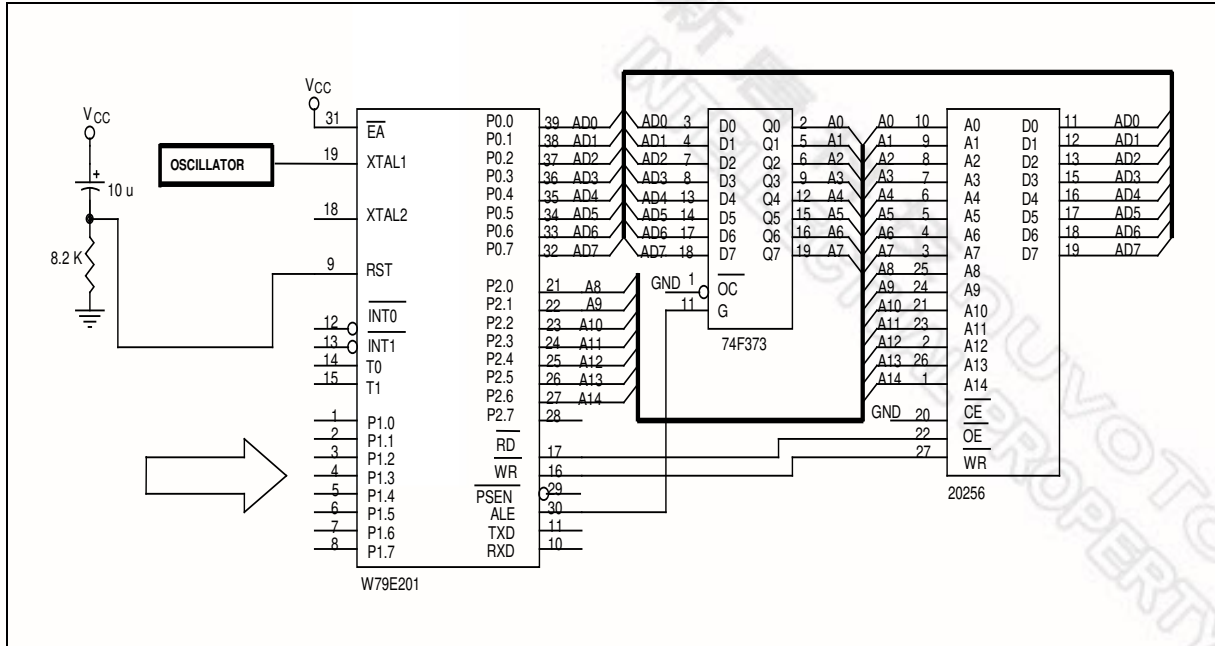 VCC
10 u
8.2 K
OSCILLATOR
VCC
31 EA
19 XTAL1
18 XTAL2
9 RST
12 INT0
13 INT1
14 T0
15 T1
1 P1.0
2 P1.1
3 P1.2
4 P1.3
5 P1.4
6 P1.5
7 P1.6
8 P1.7
P0.0 39 AD0
P0.1 38 AD1
P0.2 37 AD2
P0.3 36 AD3
P0.4 35 AD4
P0.5 34 AD5
P0.6 33 AD6
P0.7 32 AD7
P2.0 21 A8
P2.1 22 A9
P2.2 23 A10
P2.3 24 A11
P2.4 25 A12
P2.5 26 A13
P2.6 27 A14
P2.7 28
RD 17
WR 16
PSEN 29
ALE 30
TXD 11
RXD 10
W79E201
AD0 3 D0 Q0 2 A0
AD1 4 D1 Q1 5 A1
AD2 7 D2 Q2 6 A2
AD3 8 D3 Q3 9 A3
AD4 13 D4 Q4 12 A4
AD5 14 D5 Q5 15 A5
AD6 17 D6 Q6 16 A6
AD7 18 D7 Q7 19 A7
GND 1 OC
11 G
74F373
A0 10 A0 D0 11 AD0
A1 9 A1 D1 12 AD1
A2 8 A2 D2 13 AD2
A3 7 A3 D3 15 AD3
A4 6 A4 D4 16 AD4
A5 5 A5 D5 17 AD5
A6 4 A6 D6 18 AD6
A7 3 A7 D7 19 AD7
A8 25 A8
A9 24 A9
A10 21 A10
A11 23 A11
A12 2 A12
A13 26 A13
A14 1 A14
GND 20 CE
22 OE
27 WR
20256
INTELLECTUAL PROPERTY